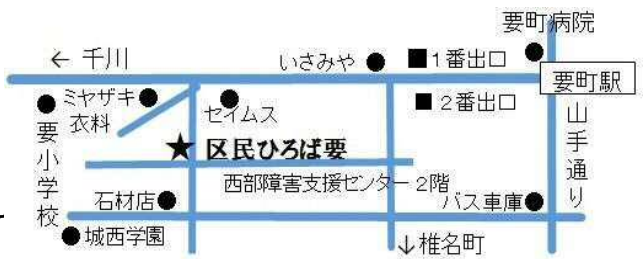 要町病院
← 千川
いさみや ● ■1番出口
要町駅
● ミヤザキ●
衣料
セイムス
■2番出口
山手通り
要小学校
★ 区民ひろば要
西部障害支援センター 2階
石材店●
バス車庫●
●城西学園
↓椎名町